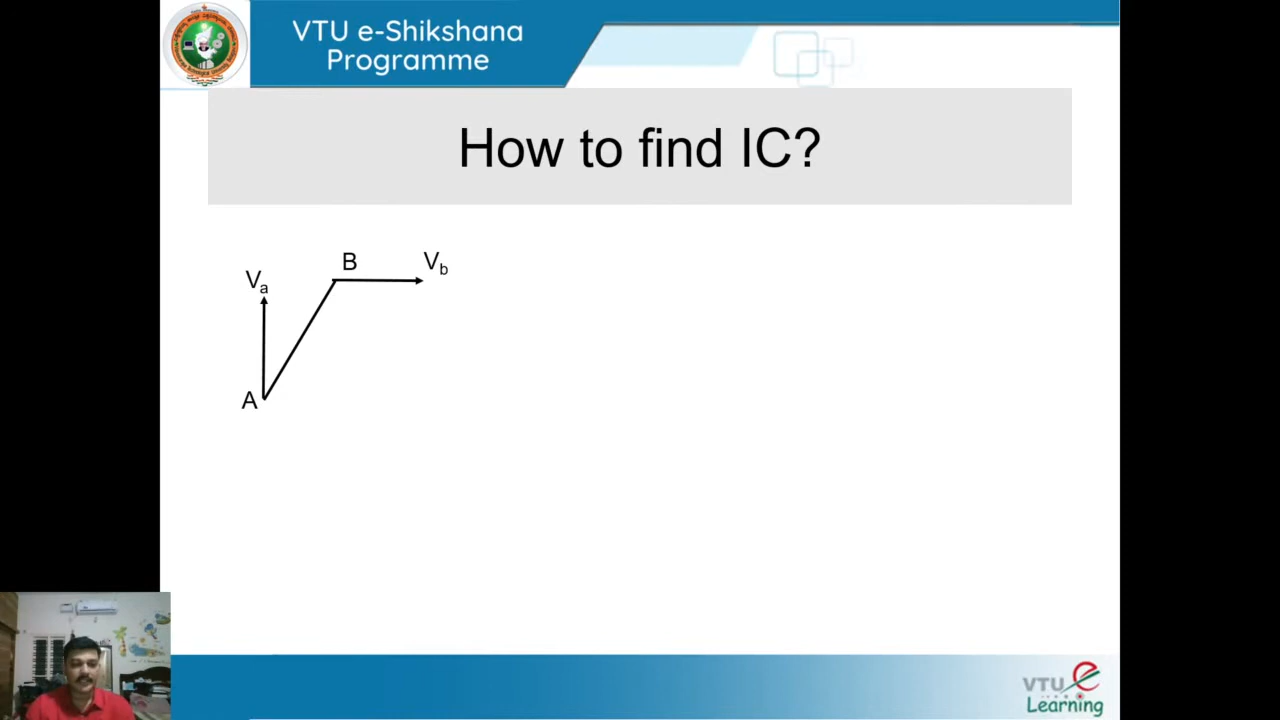 VTU e-Shikshana
Programme
How to find IC?
B
Vb
Va
A
VTU e
Learning